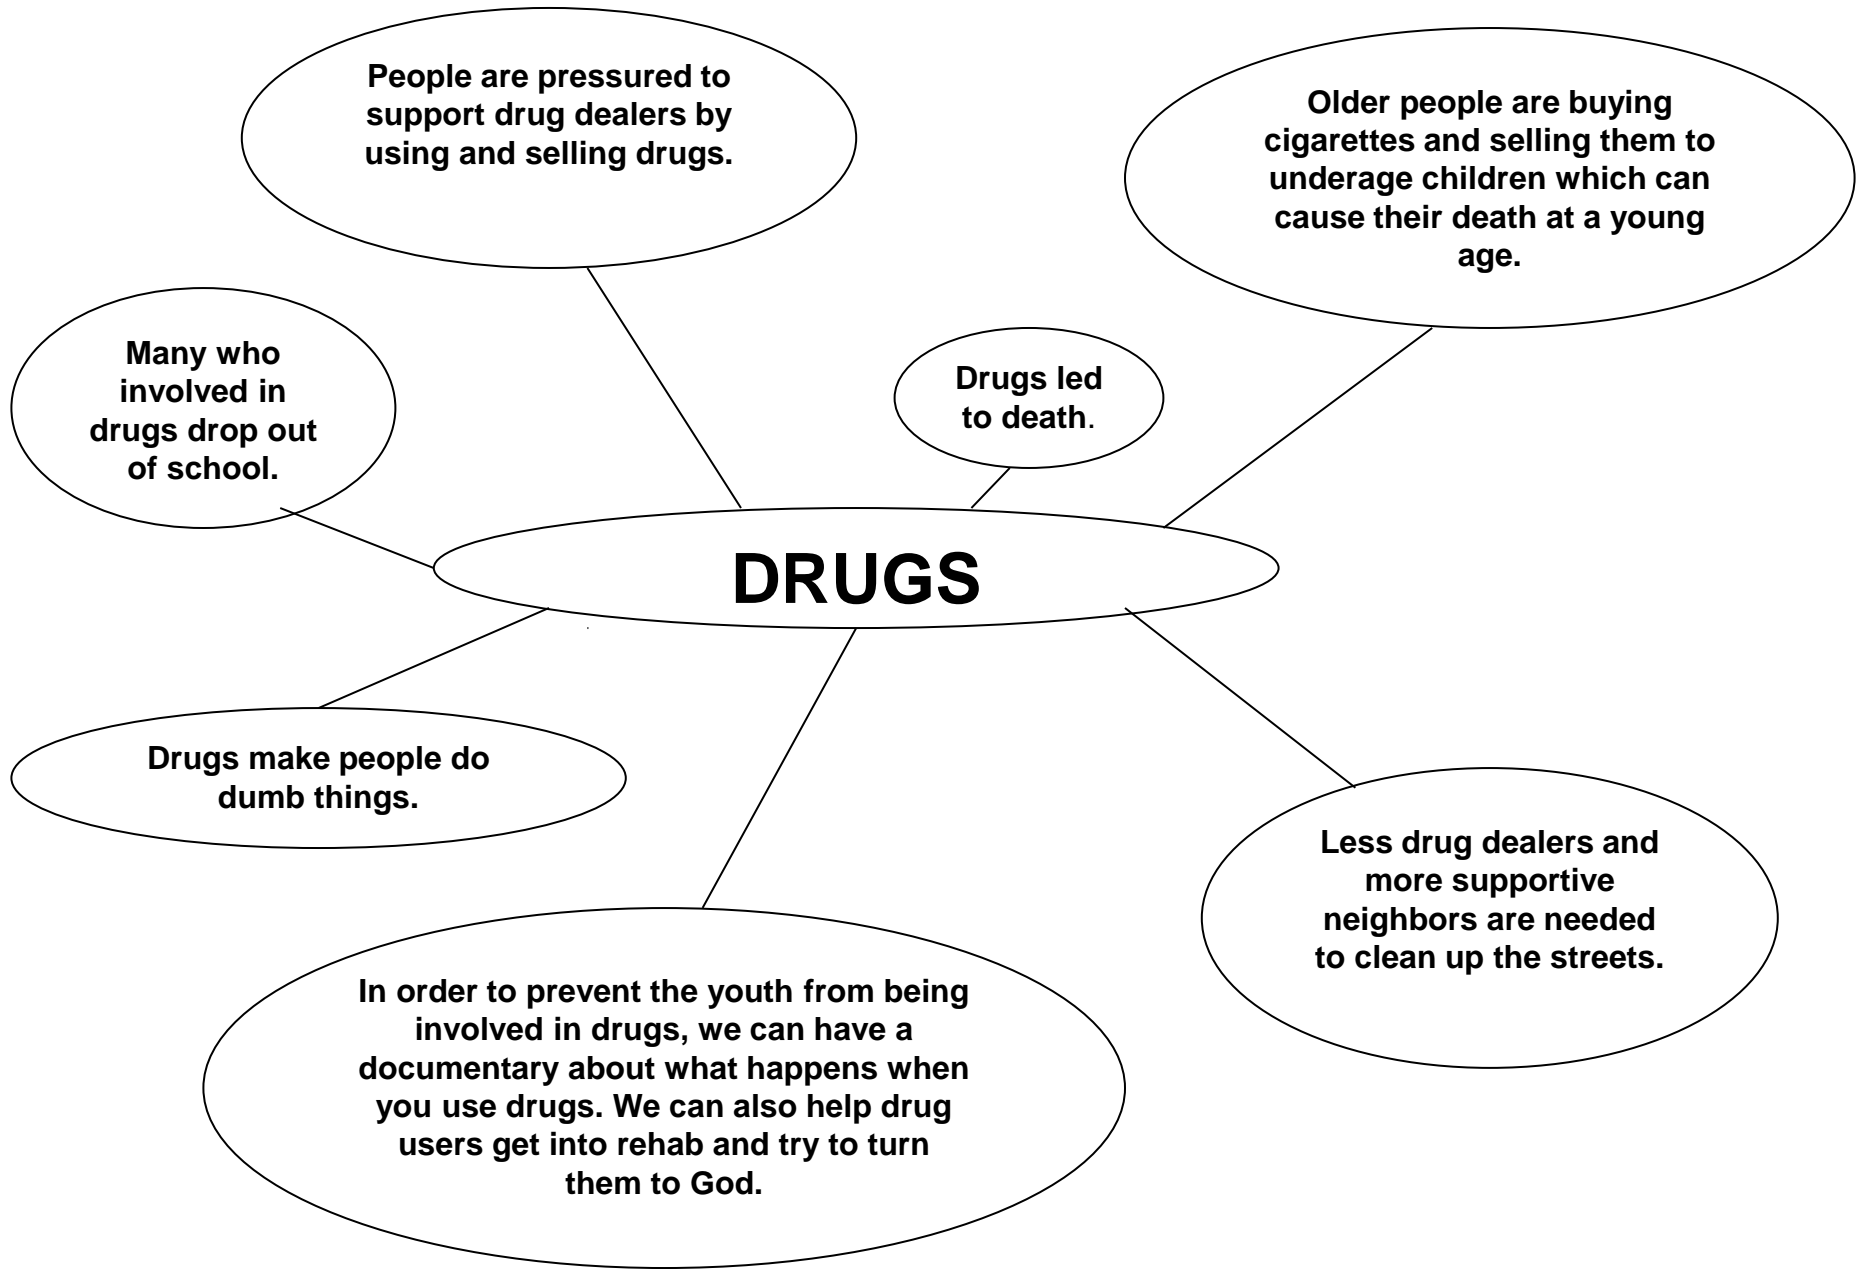 People are pressured to
support drug dealers by
using and selling drugs.
Older people are buying
cigarettes and selling them to
underage children which can
cause their death at a young
age.
Many who
involved in
drugs drop out
of school.
Drugs led
to death.
DRUGS
Drugs make people do
dumb things.
Less drug dealers and
more supportive
neighbors are needed
to clean up the streets.
In order to prevent the youth from being
involved in drugs, we can have a
documentary about what happens when
you use drugs. We can also help drug
users get into rehab and try to turn
them to God.